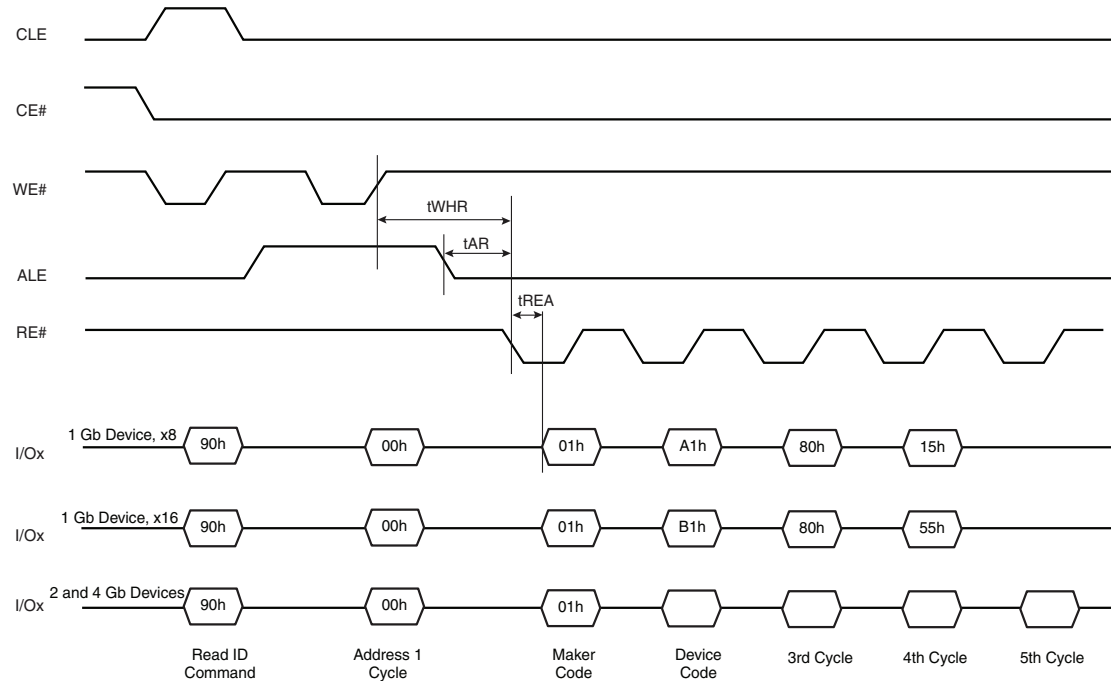 CLE
CE#
WE#
tWHR
tAR
ALE
tREA
RE#
I/Ox 1 Gb Device, x8 90h 00h 01h A1h 80h 15h
I/Ox 1 Gb Device, x16 90h 00h 01h B1h 80h 55h
I/Ox 2 and 4 Gb Devices 90h 00h 01h
Read ID Command
Address 1 Cycle
Maker Code
Device Code
3rd Cycle
4th Cycle
5th Cycle